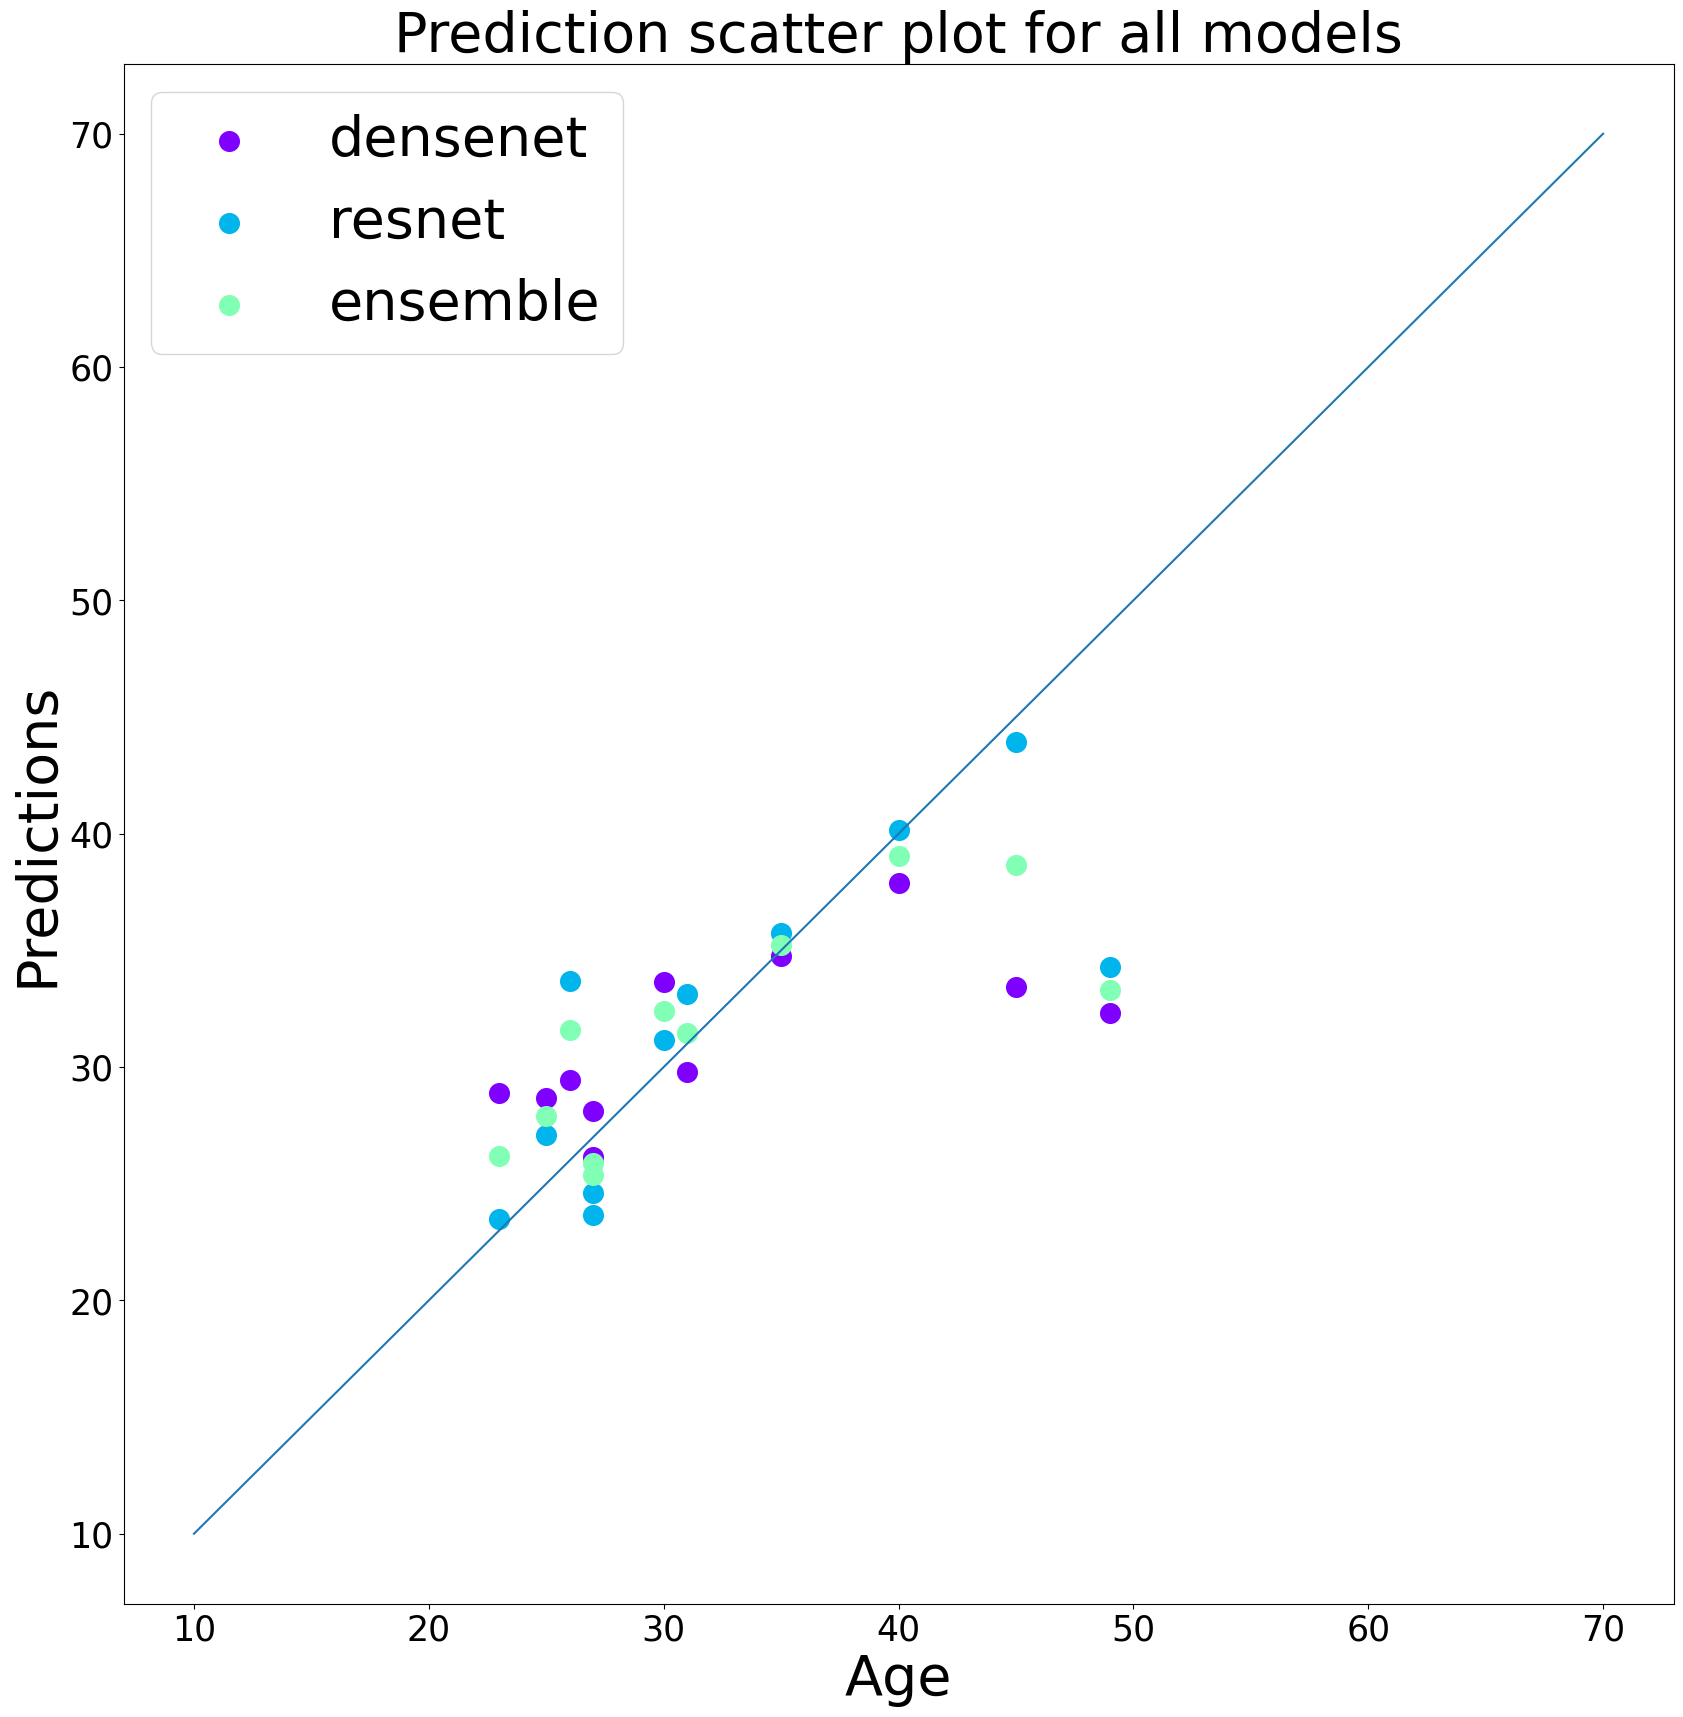 Prediction scatter plot for all models
densenet
resnet
ensemble
70
60
50
40
30
20
10
Predictions
10 20 30 40 50 60 70
Age